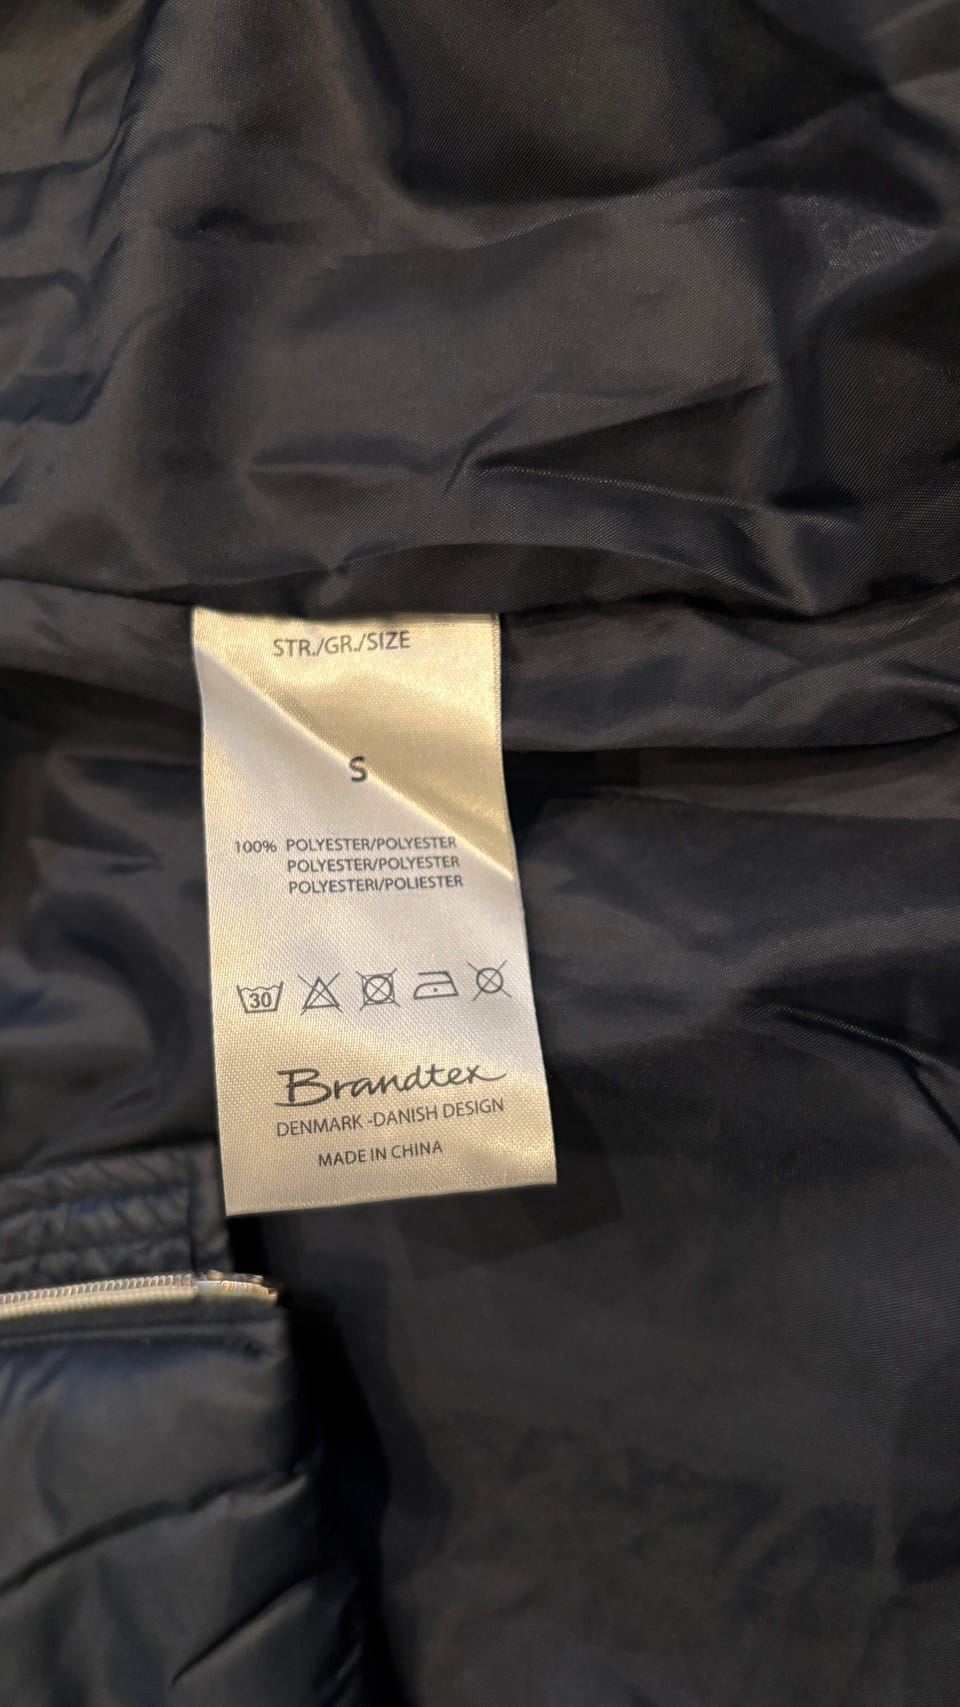 STR./GR./SIZE
S
100% POLYESTER/POLYESTER
POLYESTER/POLYESTER
POLYESTERI/POLIESTER
30
Brandtex
DENMARK -DANISH DESIGN
MADE IN CHINA